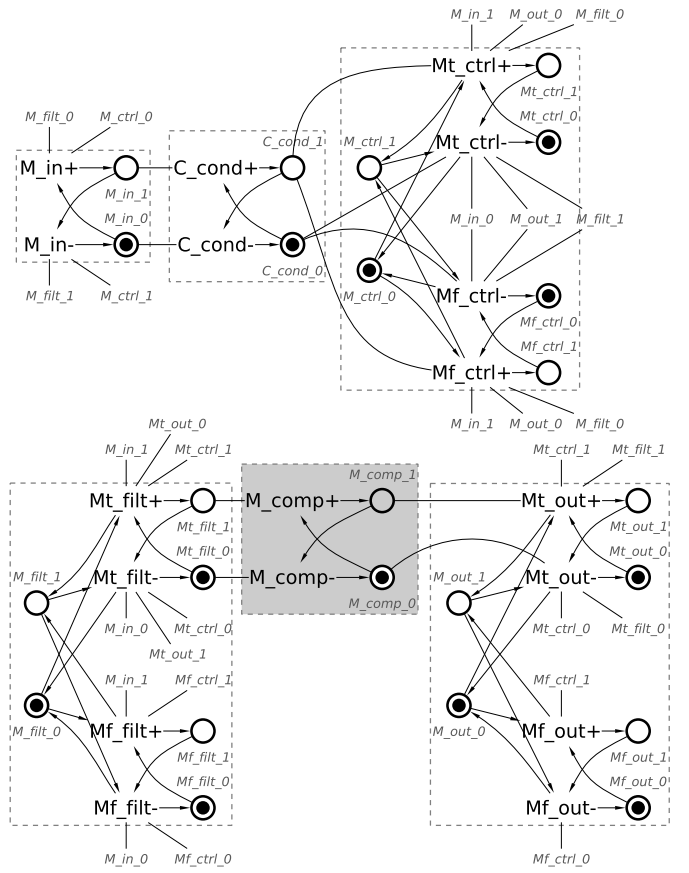 M_in_1 M_out_0 M_filt_0
Mt_ctrl+
Mt_ctrl_1
M_filt_0 M_ctrl_0
Mt_ctrl_0
C_cond_1 M_ctrl_1 Mt_ctrl-
M_in+ C_cond+
M_in_1
M_in_0 M_in_0 M_out_1 M_filt_1
M_in- C_cond-
C_cond_0
M_filt_1 M_ctrl_1 M_ctrl_0 Mf_ctrl-
Mf_ctrl_0
Mf_ctrl_1
Mf_ctrl+
M_in_1 M_out_0 M_filt_0
Mt_out_0
M_in_1 Mt_ctrl_1 Mt_ctrl_1 Mt_filt_1
M_comp_1
Mt_filt+ M_comp+ Mt_out+
Mt_filt_1 Mt_out_1
Mt_filt_0 Mt_out_0
M_filt_1 Mt_filt- M_comp- M_out_1 Mt_out-
M_comp_0
M_in_0 Mt_ctrl_0 Mt_ctrl_0 Mt_filt_0
Mt_out_1
M_in_1 Mf_ctrl_1 Mf_ctrl_1
M_filt_0 Mf_filt+ M_out_0 Mf_out+
Mf_filt_1 Mf_out_1
Mf_filt_0 Mf_out_0
Mf_filt- Mf_out-
M_in_0 Mf_ctrl_0 Mf_ctrl_0